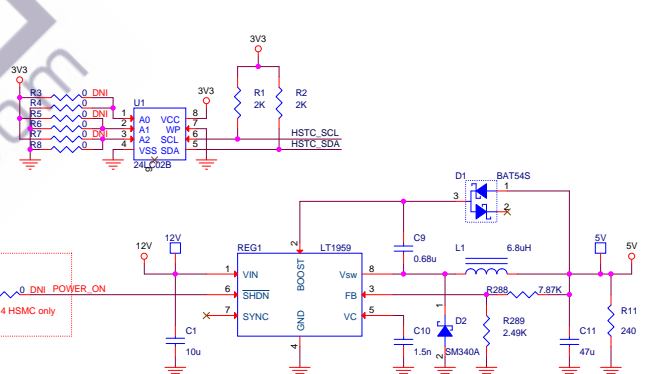 3V3
3V3
R3 0 DNI
R4 0
R5 0 DNI
R6 0
R7 0 DNI
R8 0
U1
1 A0 VCC 8
2 A1 WP 7
3 A2 SCL 6
4 VSS SDA 5
9
24LC02B
3V3
R1
2K
R2
2K
HSTC_SCL
HSTC_SDA
D1 BAT54S
3
1
2
C9
0.68u
L1 6.8uH
12V
12V
REG1 LT1959
2
BOOST
1 VIN
6 SHDN
7 SYNC
Vsw 8
FB 3
VC 5
GND
4
0 DNI POWER_ON
4 HSMC only
C1
10u
C10
1.5n
1
D2
SM340A
2
R288 7.87K
R289
2.49K
5V
5V
C11
47u
R11
240